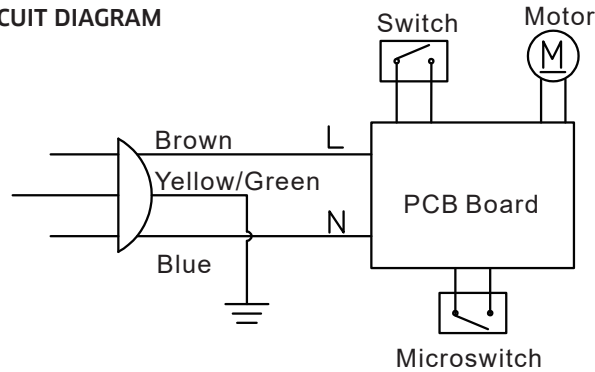 CUIT DIAGRAM
Switch
Motor
M
Brown
L
Yellow/Green
PCB Board
N
Blue
Microswitch